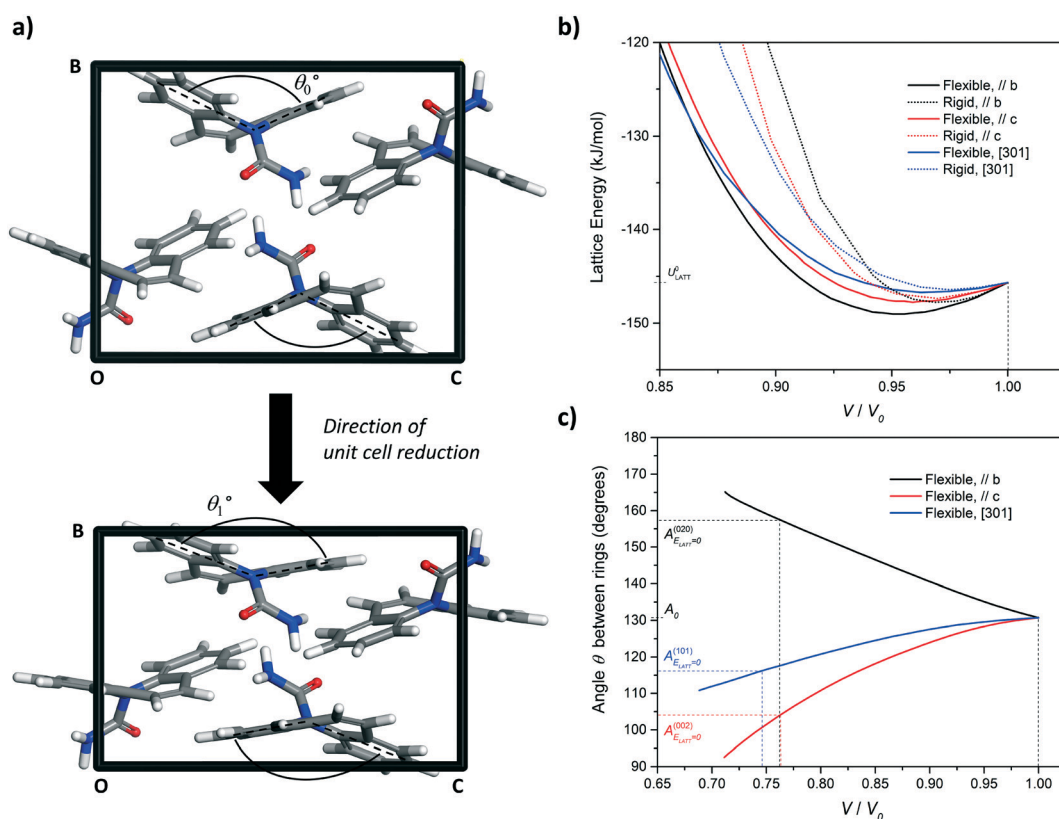 a)
B
θ₀°
O
C
Direction of
unit cell reduction
B
θ₁°
O
C
b)
Lattice Energy (kJ/mol)
-120
-130
-140
-150
U⁰LATT
Flexible, // b
Rigid, // b
Flexible, // c
Rigid, // c
Flexible, [301]
Rigid, [301]
0.85 0.90 0.95 1.00
V / V₀
c)
Angle θ between rings (degrees)
180
170
160
150
140
130
120
110
100
90
Flexible, // b
Flexible, // c
Flexible, [301]
A(020)ELATT=0
A₀
A(101)ELATT=0
A(002)ELATT=0
0.65 0.70 0.75 0.80 0.85 0.90 0.95 1.00
V / V₀